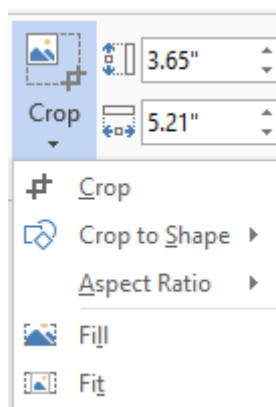 3.65"
Crop
5.21"
Crop
Crop to Shape
Aspect Ratio
Fill
Fit